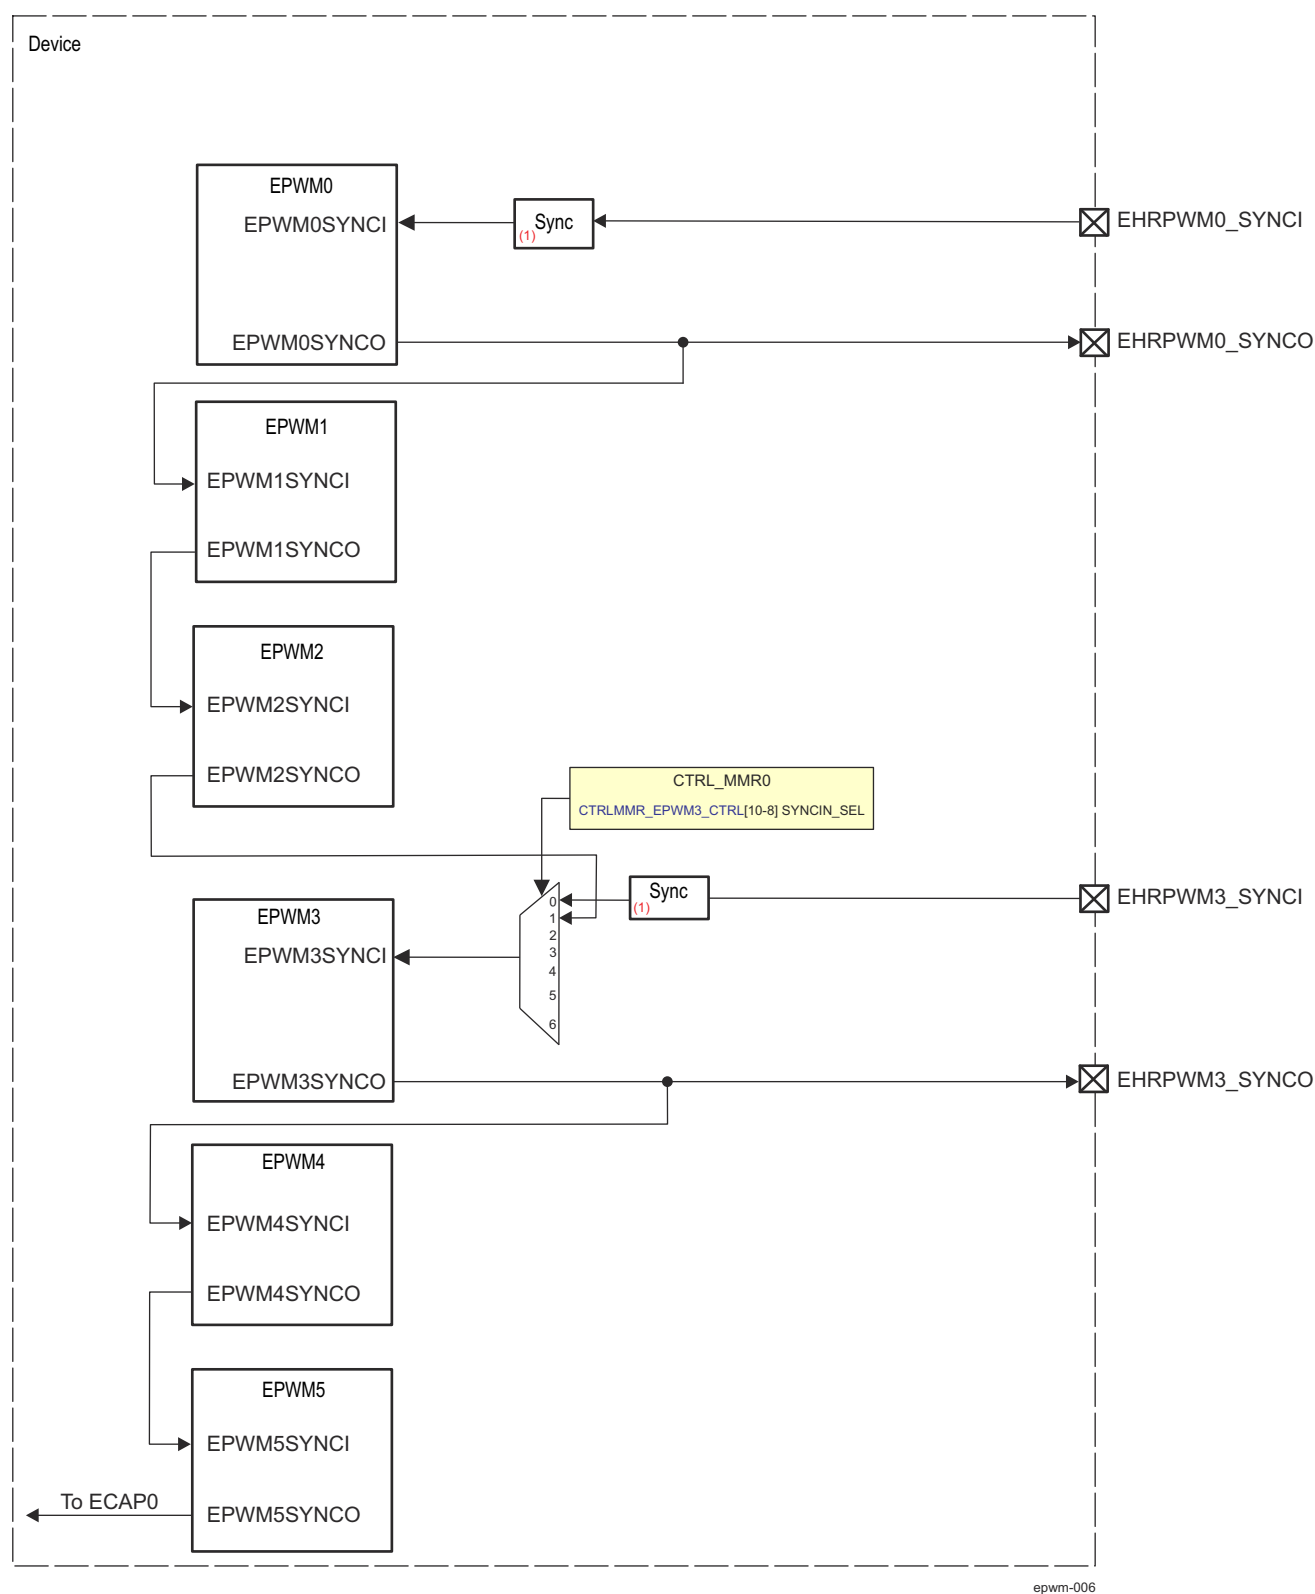 Device
EPWM0
EPWM0SYNCI
Sync
(1)
EHRPWM0_SYNCI
EPWM0SYNCO
EHRPWM0_SYNCO
EPWM1
EPWM1SYNCI
EPWM1SYNCO
EPWM2
EPWM2SYNCI
EPWM2SYNCO
CTRL_MMR0
CTRLMMR_EPWM3_CTRL[10-8] SYNCIN_SEL
Sync
(1)
EHRPWM3_SYNCI
0
1
2
3
4
5
6
EPWM3
EPWM3SYNCI
EPWM3SYNCO
EHRPWM3_SYNCO
EPWM4
EPWM4SYNCI
EPWM4SYNCO
EPWM5
EPWM5SYNCI
To ECAP0
EPWM5SYNCO
epwm-006